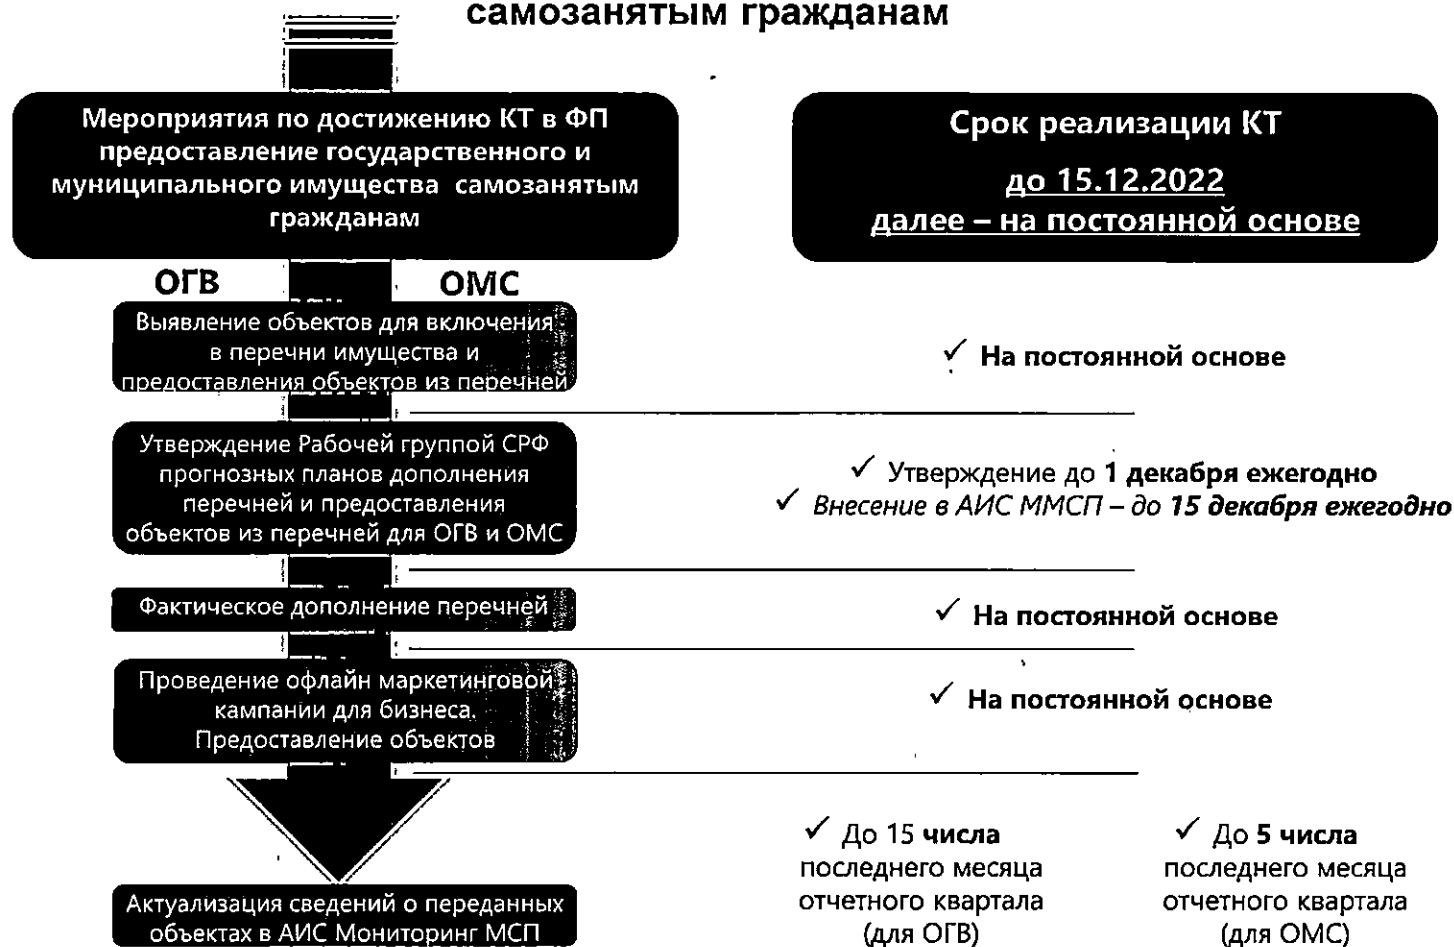 самозанятым гражданам
Мероприятия по достижению КТ в ФП
предоставление государственного и
муниципального имущества самозанятым
гражданам
Срок реализации КТ
до 15.12.2022
далее – на постоянной основе
ОГВ
ОМС
Выявление объектов для включения
в перечни имущества и
предоставления объектов из перечней
✓ На постоянной основе
Утверждение Рабочей группой СРФ
прогнозных планов дополнения
перечней и предоставления
объектов из перечней для ОГВ и ОМС
✓ Утверждение до 1 декабря ежегодно
✓ Внесение в АИС ММСП – до 15 декабря ежегодно
Фактическое дополнение перечней
✓ На постоянной основе
Проведение офлайн маркетинговой
кампании для бизнеса.
Предоставление объектов
✓ На постоянной основе
Актуализация сведений о переданных
объектах в АИС Мониторинг МСП
✓ До 15 числа
последнего месяца
отчетного квартала
(для ОГВ)
✓ До 5 числа
последнего месяца
отчетного квартала
(для ОМС)